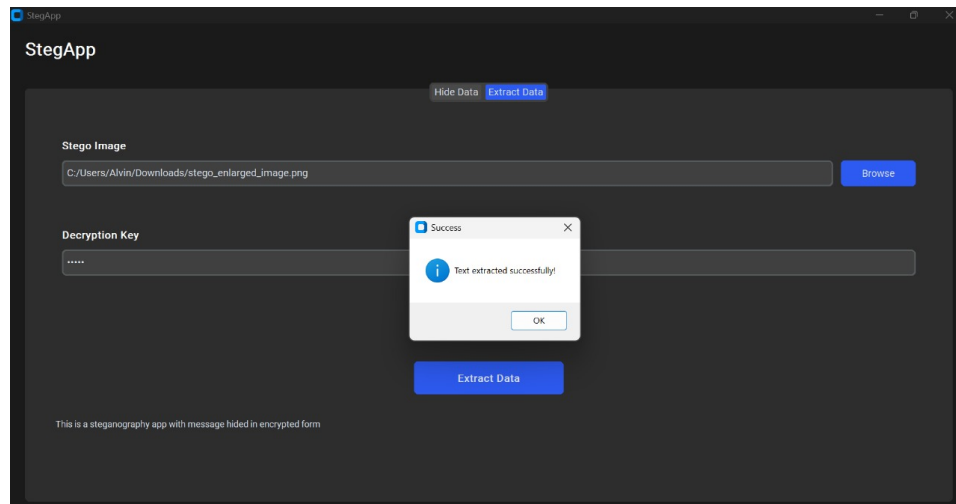 StegApp
StegApp
Hide Data Extract Data
Stego Image
C:/Users/Alvin/Downloads/stego_enlarged_image.png
Browse
Decryption Key
•••••
Success
Text extracted successfully!
OK
Extract Data
This is a steganography app with message hided in encrypted form